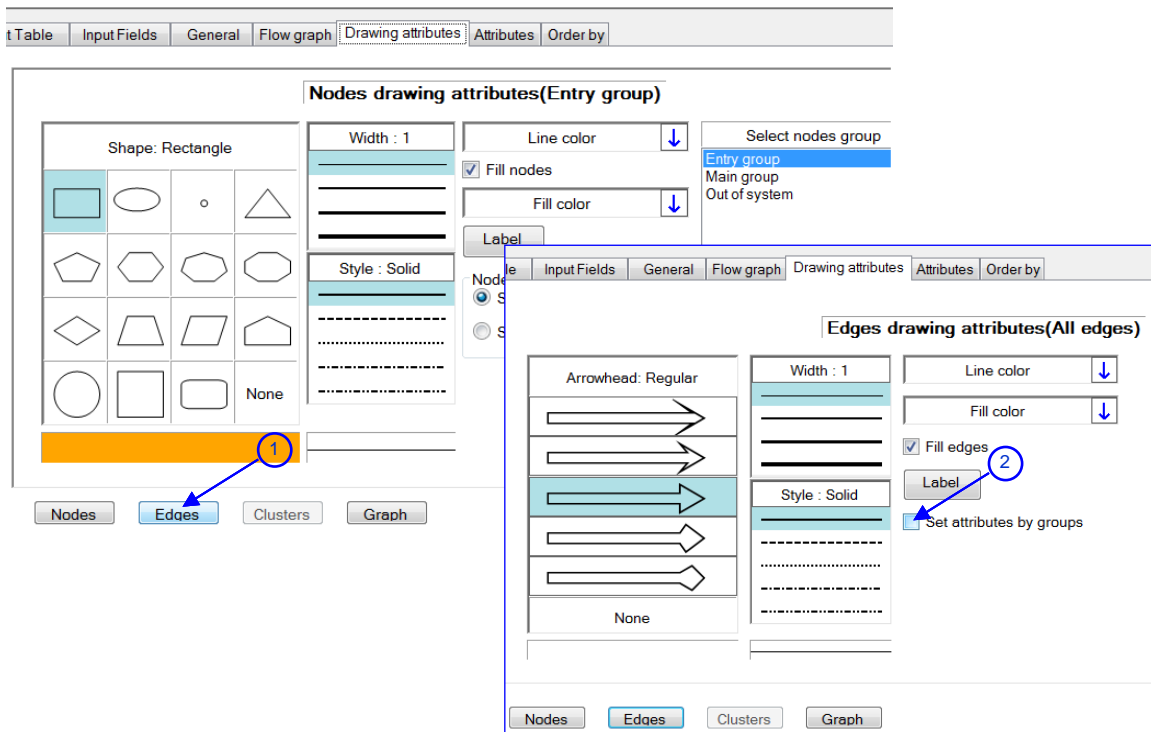 t Table Input Fields General Flow graph Drawing attributes Attributes Order by
Nodes drawing attributes(Entry group)
Shape: Rectangle
None
Width : 1
Style : Solid
Line color
Fill nodes
Fill color
Label
Node
S
S
Select nodes group
Entry group
Main group
Out of system
1
Nodes Edges Clusters Graph
le Input Fields General Flow graph Drawing attributes Attributes Order by
Edges drawing attributes(All edges)
Arrowhead: Regular
None
Width : 1
Style : Solid
Line color
Fill color
Fill edges
2
Label
Set attributes by groups
Nodes Edges Clusters Graph